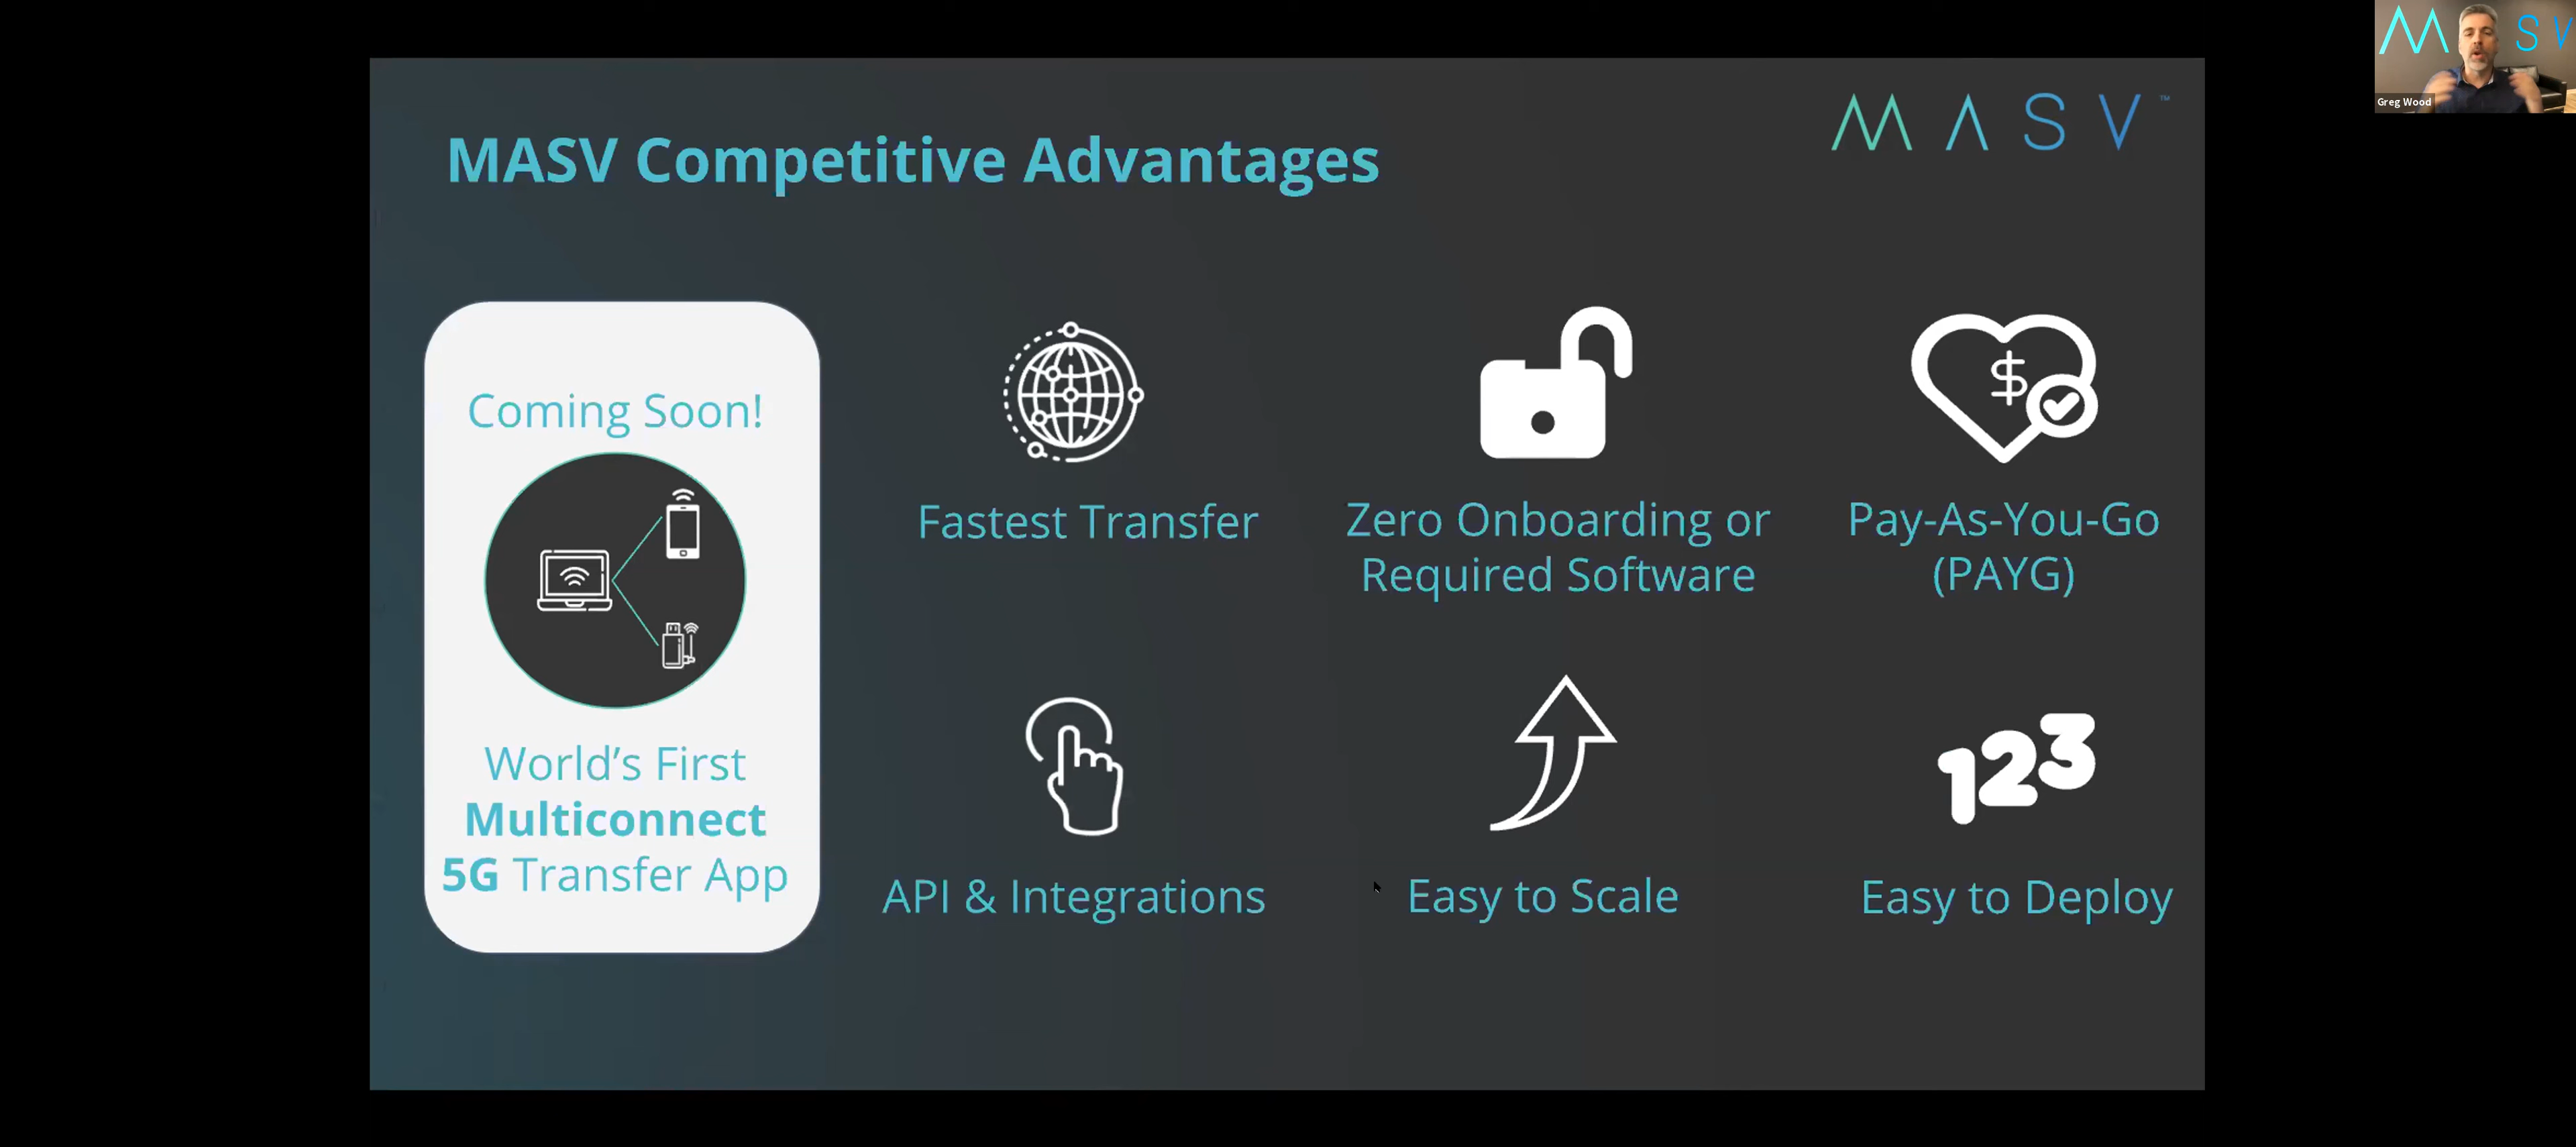 MASV Competitive Advantages
MASV™
Coming Soon!
World's First
Multiconnect
5G Transfer App
Fastest Transfer
Zero Onboarding or
Required Software
Pay-As-You-Go
(PAYG)
API & Integrations
Easy to Scale
123
Easy to Deploy
$
M S V
Greg Wood